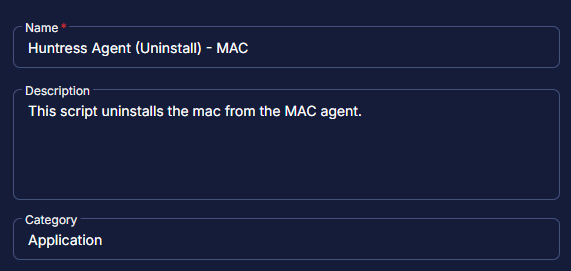 Name *
Huntress Agent (Uninstall) - MAC
Description
This script uninstalls the mac from the MAC agent.
Category
Application